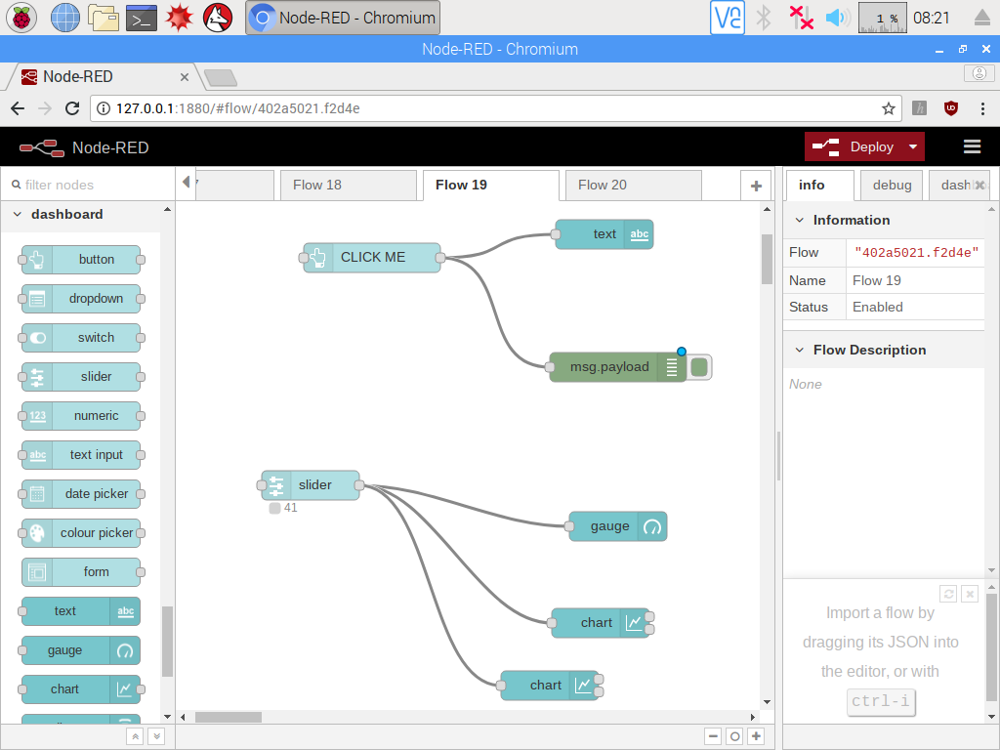 Node-RED - Chromium
1 %
08:21
Node-RED - Chromium
Node-RED
127.0.0.1:1880/#flow/402a5021.f2d4e
Node-RED
Deploy
filter nodes
Flow 18
Flow 19
Flow 20
info
debug
dash
dashboard
button
dropdown
switch
slider
123
numeric
abc
text input
date picker
colour picker
form
text
abc
gauge
chart
CLICK ME
text
abc
msg.payload
slider
41
gauge
chart
chart
Information
Flow "402a5021.f2d4e"
Name Flow 19
Status Enabled
Flow Description
None
Import a flow by
dragging its JSON into
the editor, or with
ctrl-i